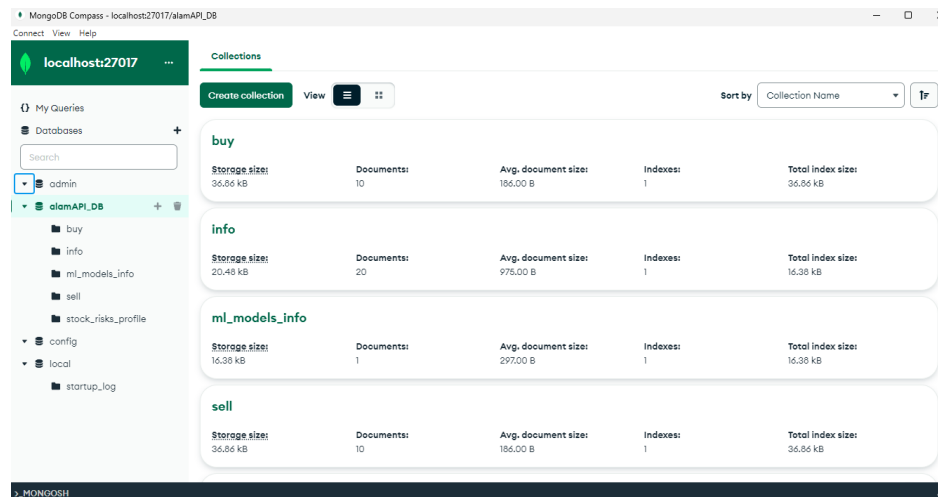 MongoDB Compass - localhost:27017/alamAPI_DB
Connect View Help
localhost:27017 ...
{} My Queries
Databases +
Search
admin
alamAPI_DB +
buy
info
ml_models_info
sell
stock_risks_profile
config
local
startup_log
Collections
Create collection View Sort by Collection Name
buy
Storage size: Documents: Avg. document size: Indexes: Total index size:
36.86 kB 10 186.00 B 1 36.86 kB
info
Storage size: Documents: Avg. document size: Indexes: Total index size:
20.48 kB 20 975.00 B 1 16.38 kB
ml_models_info
Storage size: Documents: Avg. document size: Indexes: Total index size:
16.38 kB 1 297.00 B 1 16.38 kB
sell
Storage size: Documents: Avg. document size: Indexes: Total index size:
36.86 kB 10 186.00 B 1 36.86 kB
>_MONGOSH